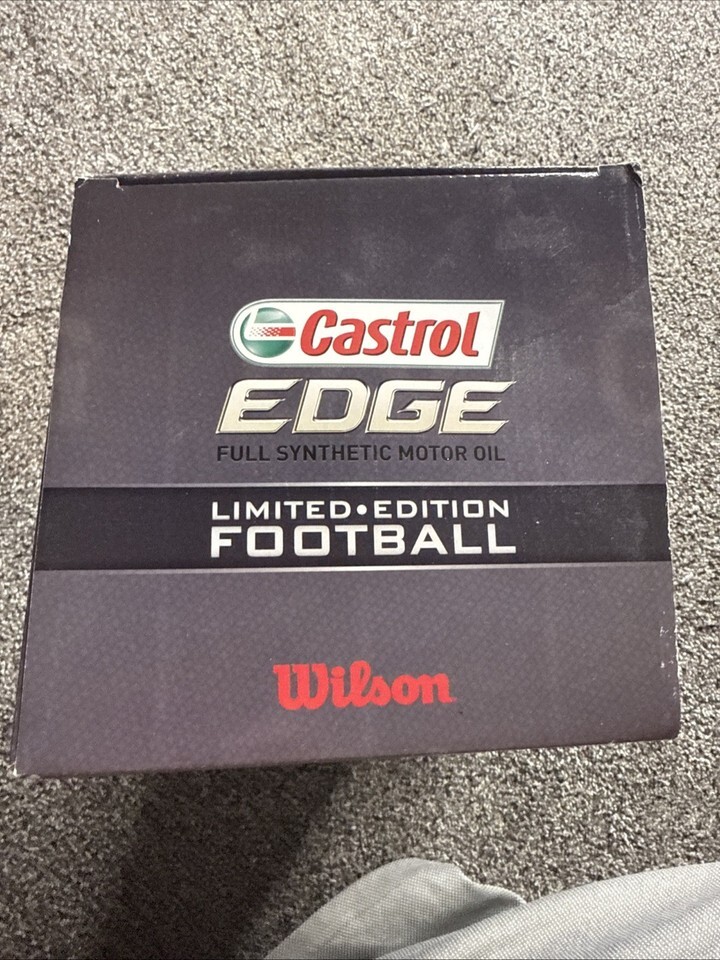 Castrol
EDGE
FULL SYNTHETIC MOTOR OIL
LIMITED•EDITION
FOOTBALL
Wilson